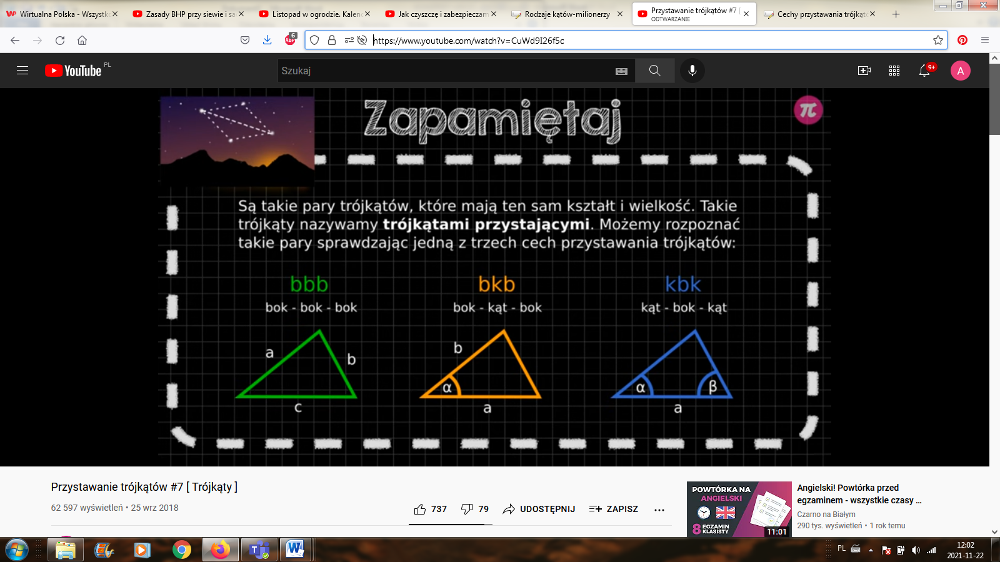 Wirtualna Polska - Wszystko
Zasady BHP przy siewie i sa
Listopad w ogrodzie. Kalen
Jak czyszczę i zabezpieczam
Rodzaje kątów-milionerzy
Przystawanie trójkątów #7 [
ODTWARZANIE
Cechy przystawania trójkąt
ABP
6
https://www.youtube.com/watch?v=CuWd9I26f5c
YouTube PL
Szukaj
9+
A
Zapamiętaj
π
Są takie pary trójkątów, które mają ten sam kształt i wielkość. Takie
trójkąty nazywamy trójkątami przystającymi. Możemy rozpoznać
takie pary sprawdzając jedną z trzech cech przystawania trójkątów:
bbb
bok - bok - bok
a
b
c
bkb
bok - kąt - bok
b
α
a
kbk
kąt - bok - kąt
α
β
a
Przystawanie trójkątów #7 [ Trójkąty ]
62 597 wyświetleń • 25 wrz 2018
737
79
UDOSTĘPNIJ
ZAPISZ
POWTÓRKA NA
ANGIELSKI
8 EGZAMIN
KLASISTY
11:01
Angielski! Powtórka przed
egzaminem - wszystkie czasy ...
Czarno na Białym
290 tys. wyświetleń • 1 rok temu
PL
12:02
2021-11-22